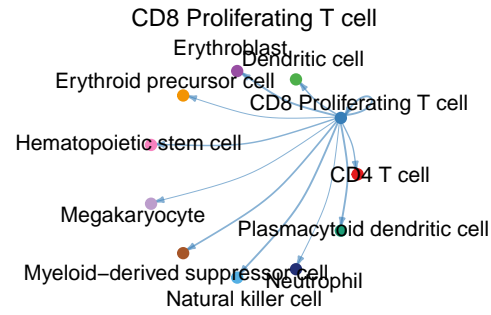 CD8 Proliferating T cell
Erythroblast
Dendritic cell
Erythroid precursor cell
CD8 Proliferating T cell
Hematopoietic stem cell
CD4 T cell
Megakaryocyte
Plasmacytoid dendritic cell
Myeloid−derived suppressor cell
Neutrophil
Natural killer cell